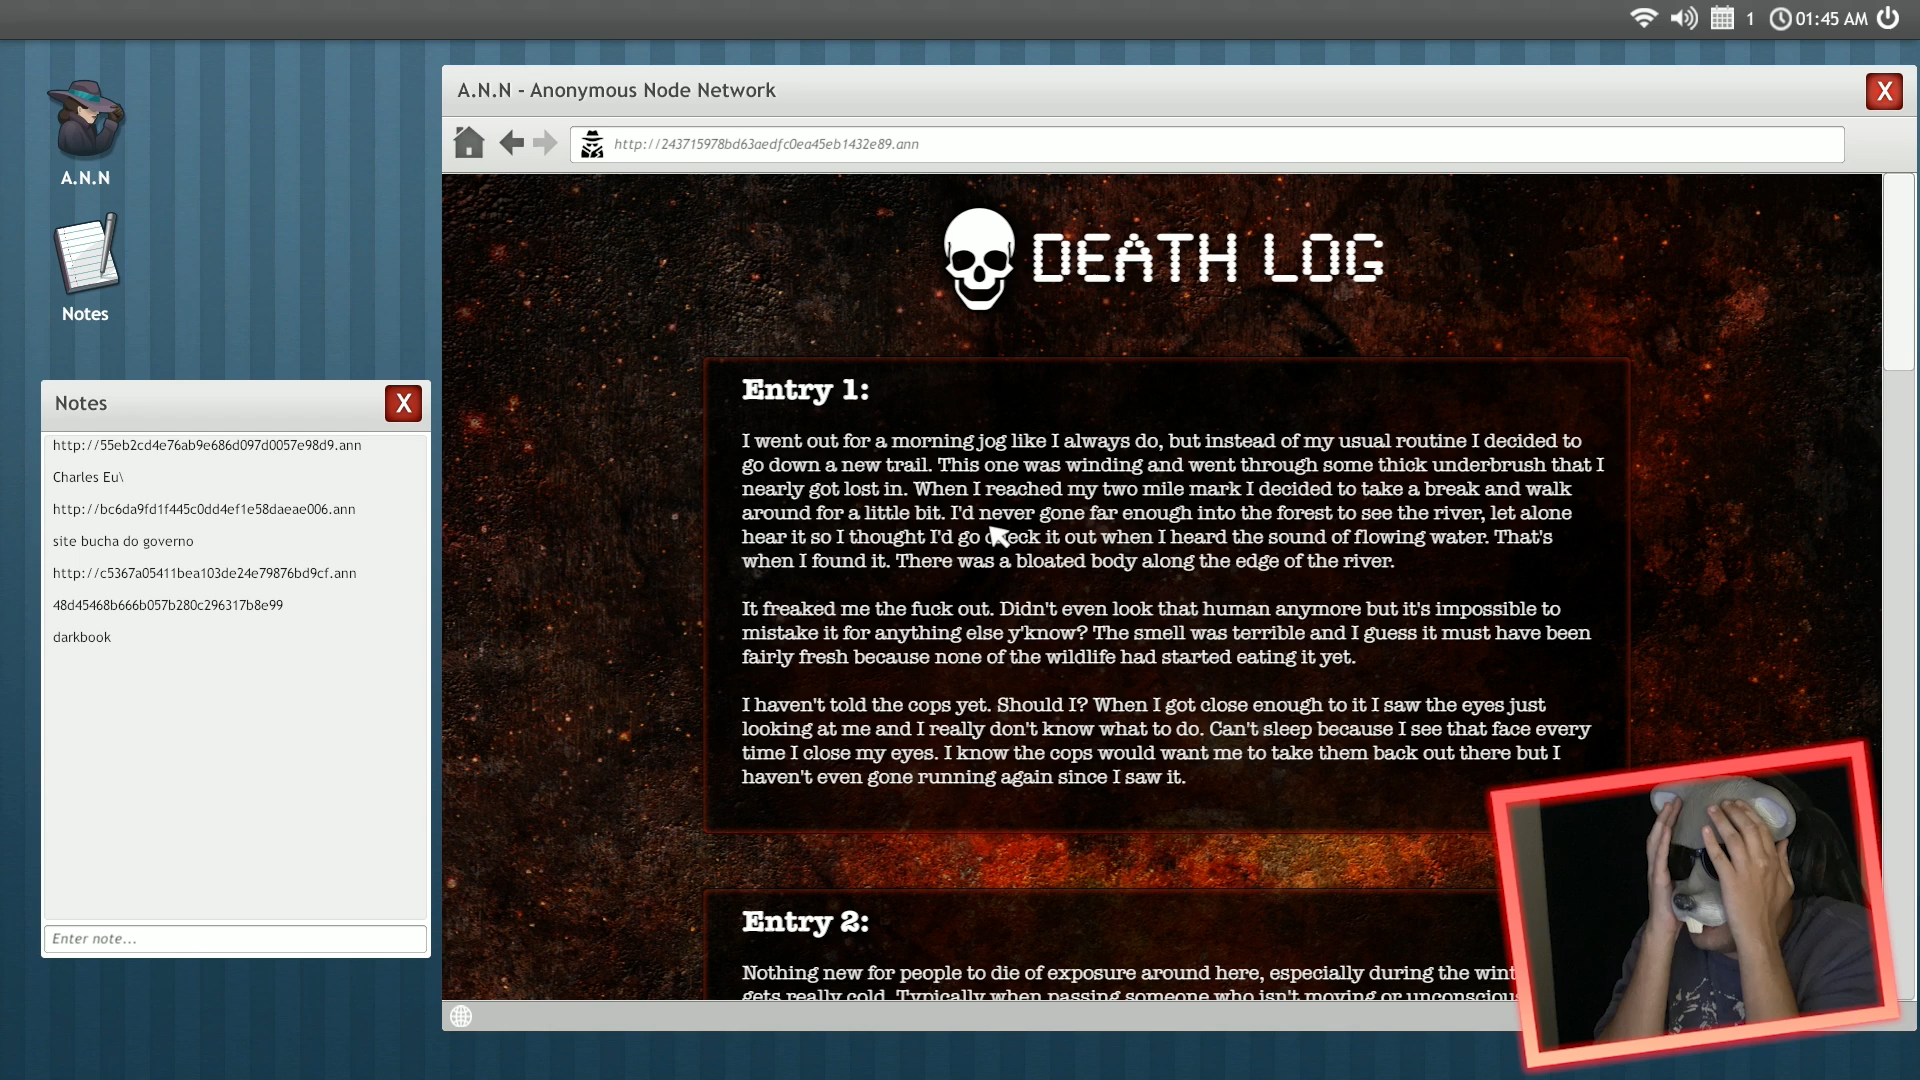 1
01:45 AM
A.N.N - Anonymous Node Network
X
http://243715978bd63aedfc0ea45eb1432e89.ann
A.N.N
Notes
Notes
X
http://55eb2cd4e76ab9e686d097d0057e98d9.ann
Charles Eu\
http://bc6da9fd1f445c0dd4ef1e58daeae006.ann
site bucha do governo
http://c5367a05411bea103de24e79876bd9cf.ann
48d45468b666b057b280c296317b8e99
darkbook
Enter note...
DEATH LOG
Entry 1:
I went out for a morning jog like I always do, but instead of my usual routine I decided to
go down a new trail. This one was winding and went through some thick underbrush that I
nearly got lost in. When I reached my two mile mark I decided to take a break and walk
around for a little bit. I'd never gone far enough into the forest to see the river, let alone
hear it so I thought I'd go check it out when I heard the sound of flowing water. That's
when I found it. There was a bloated body along the edge of the river.
It freaked me the fuck out. Didn't even look that human anymore but it's impossible to
mistake it for anything else y'know? The smell was terrible and I guess it must have been
fairly fresh because none of the wildlife had started eating it yet.
I haven't told the cops yet. Should I? When I got close enough to it I saw the eyes just
looking at me and I really don't know what to do. Can't sleep because I see that face every
time I close my eyes. I know the cops would want me to take them back out there but I
haven't even gone running again since I saw it.
Entry 2:
Nothing new for people to die of exposure around here, especially during the
gets really cold. Typically when passing someone who isn't moving or